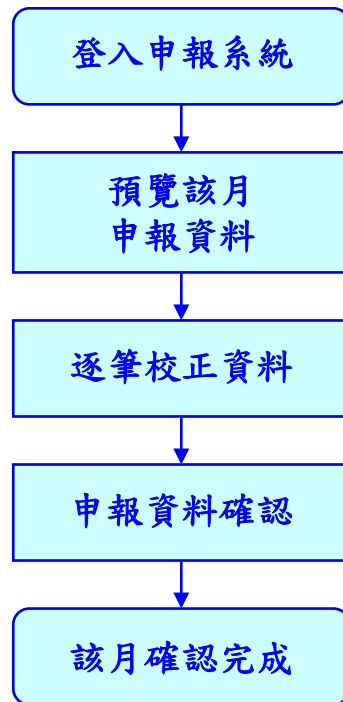 登入申報系統
預覽該月
申報資料
逐筆校正資料
申報資料確認
該月確認完成